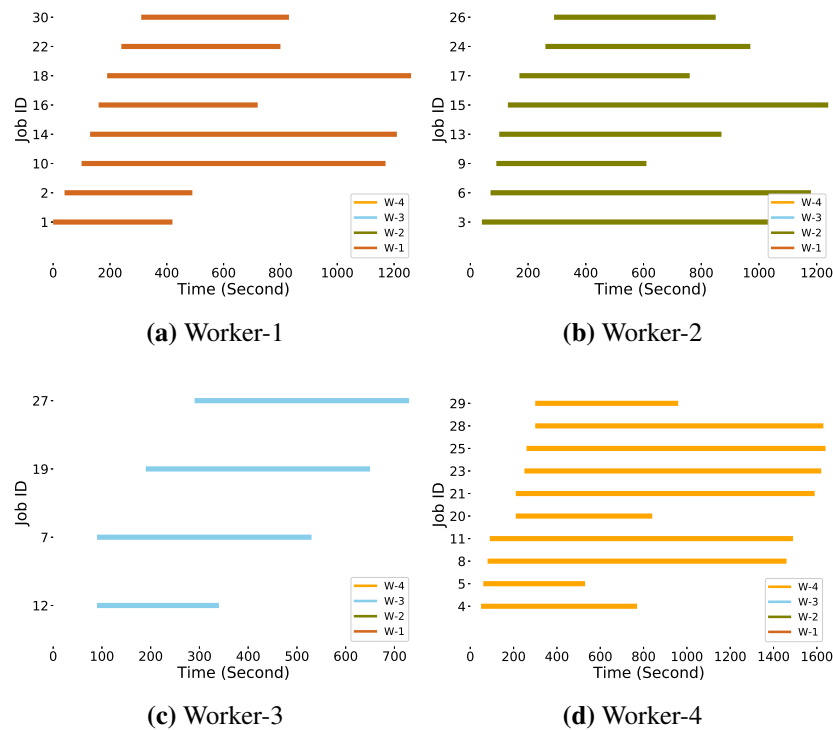 30
22
18
16
14
10
2
1
Job ID
W-4
W-3
W-2
W-1
0 200 400 600 800 1000 1200
Time (Second)
(a) Worker-1
26
24
17
15
13
9
6
3
Job ID
W-4
W-3
W-2
W-1
0 200 400 600 800 1000 1200
Time (Second)
(b) Worker-2
27
19
7
12
Job ID
W-4
W-3
W-2
W-1
0 100 200 300 400 500 600 700
Time (Second)
(c) Worker-3
29
28
25
23
21
20
11
8
5
4
Job ID
W-4
W-3
W-2
W-1
0 200 400 600 800 1000 1200 1400 1600
Time (Second)
(d) Worker-4